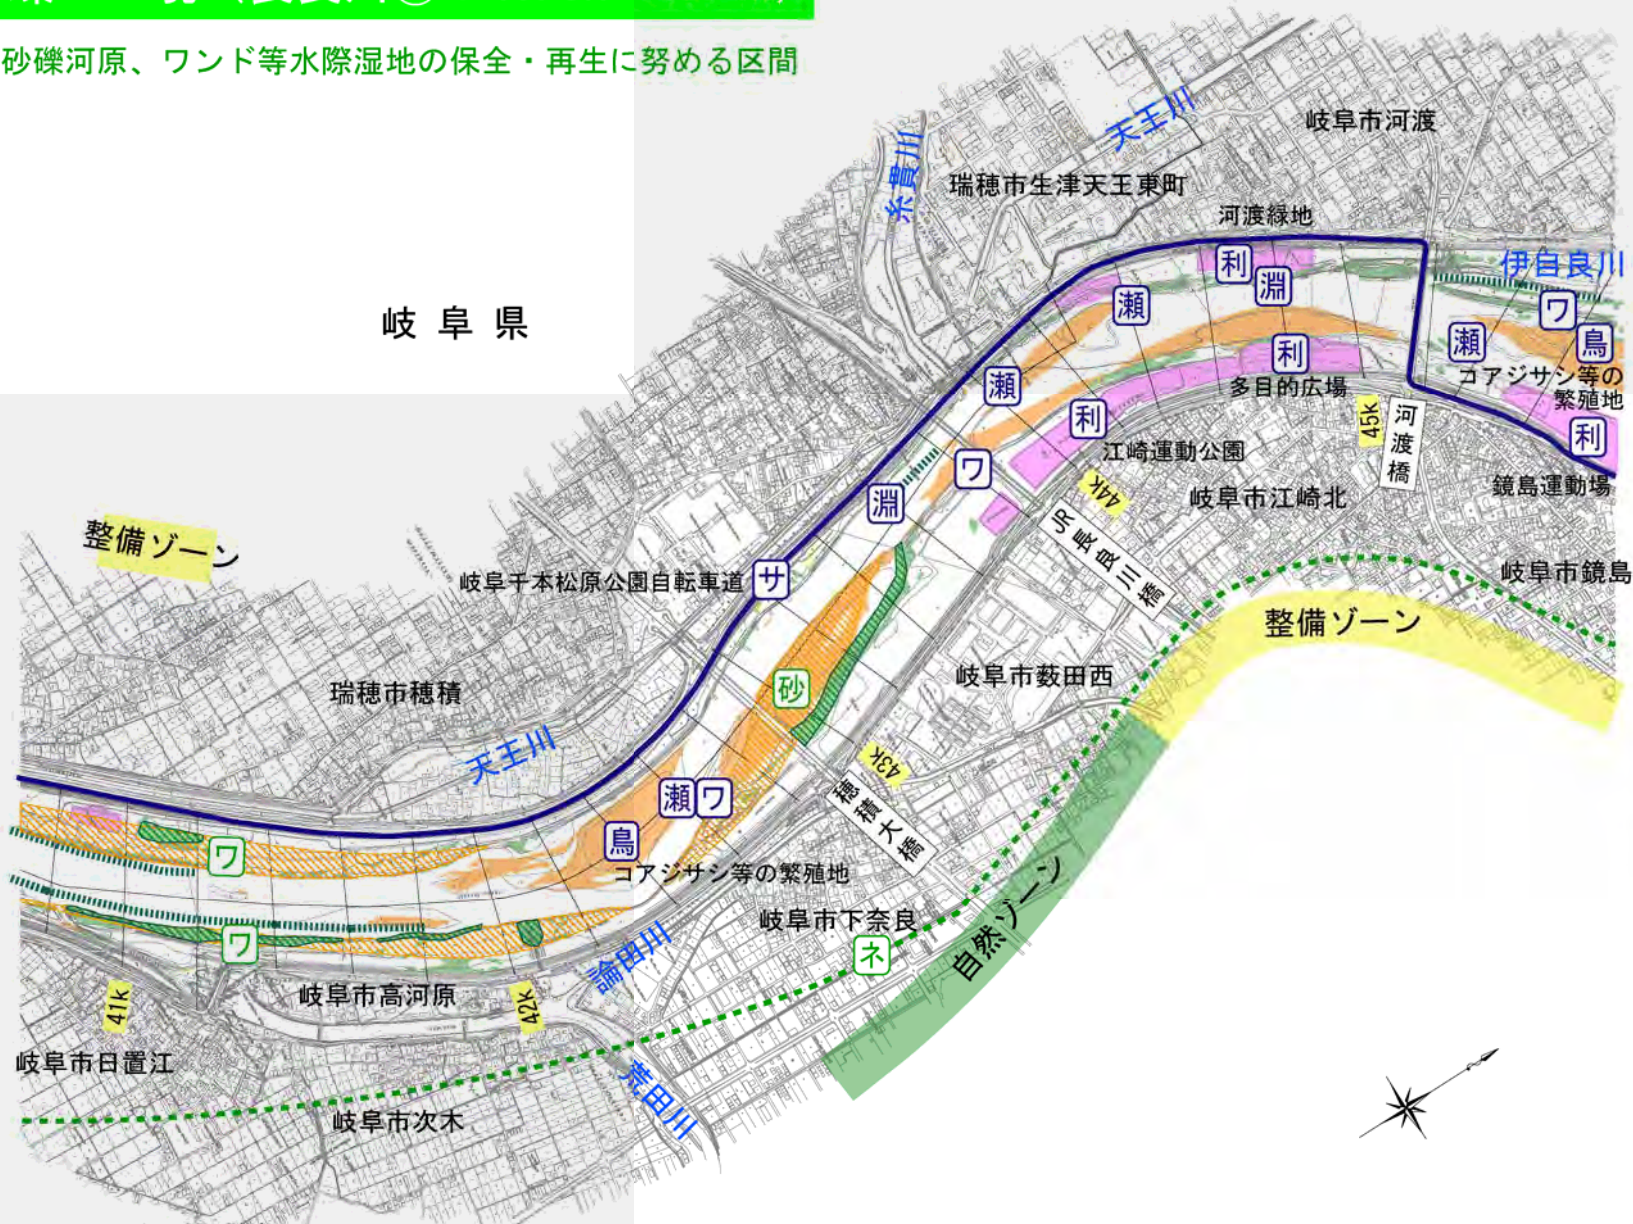 砂礫河原、ワンド等水際湿地の保全・再生に努める区間
岐阜県
天王川
岐阜市河渡
糸貫川
瑞穂市生津天王東町
河渡緑地
伊自良川
利
淵
瀬
ワ
瀬
鳥
利
コアジサシ等の
繁殖地
瀬
多目的広場
利
45k
河渡橋
利
江崎運動公園
ワ
44k
鏡島運動場
岐阜市江崎北
淵
JR長良川橋
整備ゾーン
岐阜市鏡島
岐阜千本松原公園自転車道
サ
整備ゾーン
岐阜市薮田西
砂
瑞穂市穂積
天王川
43k
瀬
ワ
穂積大橋
鳥
ワ
コアジサシ等の繁殖地
岐阜市下奈良
自然ゾーン
ワ
ネ
論田川
岐阜市高河原
41k
42k
岐阜市日置江
荒田川
岐阜市次木